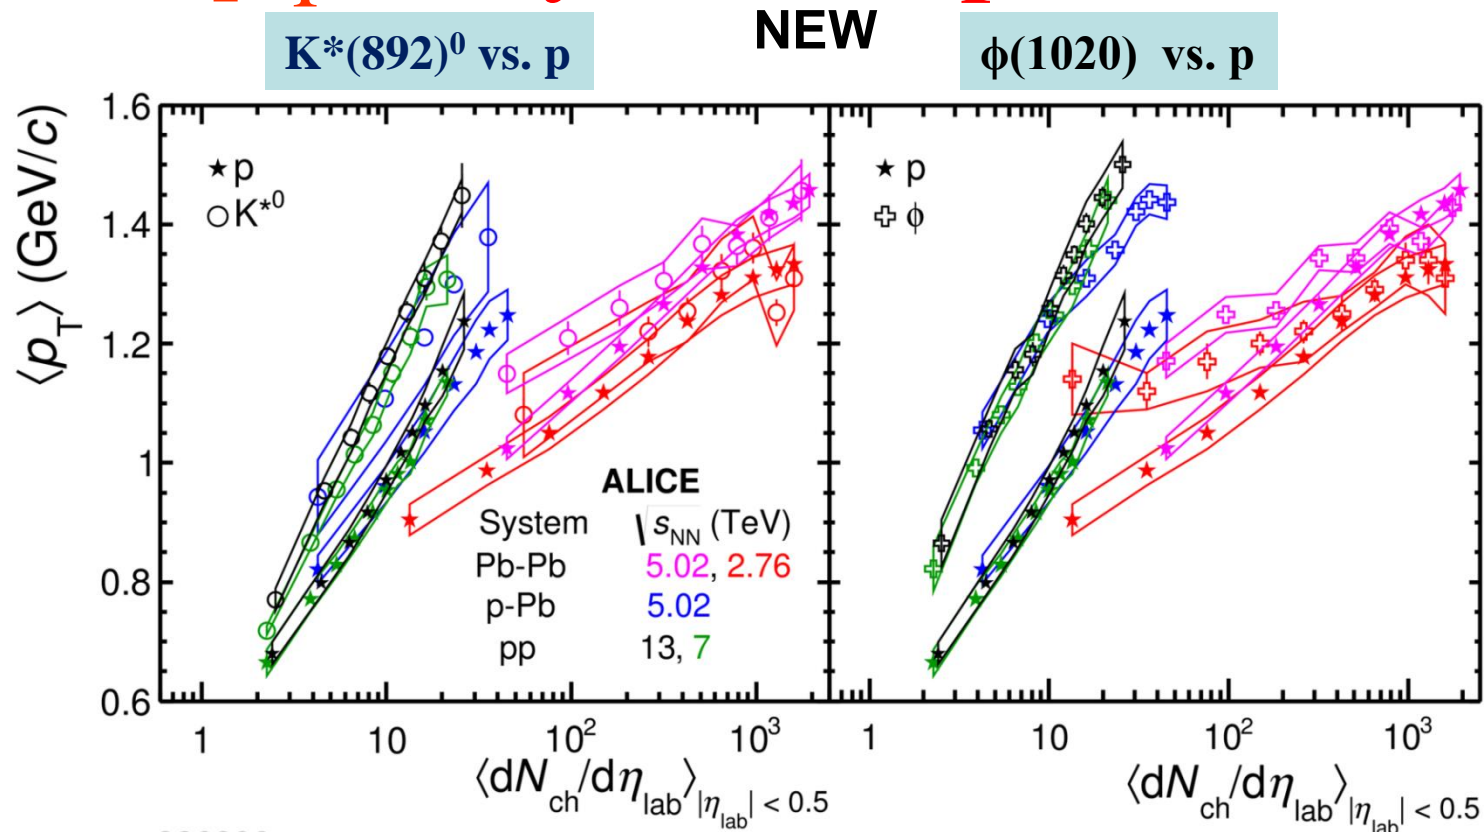 NEW
K*(892)⁰ vs. p
ϕ(1020) vs. p
⟨p_T⟩ (GeV/c)
1.6
1.4
1.2
1
0.8
0.6
★ p
○ K*⁰
★ p
ϕ
ALICE
System √s_NN (TeV)
Pb-Pb 5.02, 2.76
p-Pb 5.02
pp 13, 7
1 10 10² 10³
1 10 10² 10³
⟨dN_ch/dη_lab⟩_|η_lab| < 0.5
⟨dN_ch/dη_lab⟩_|η_lab| < 0.5